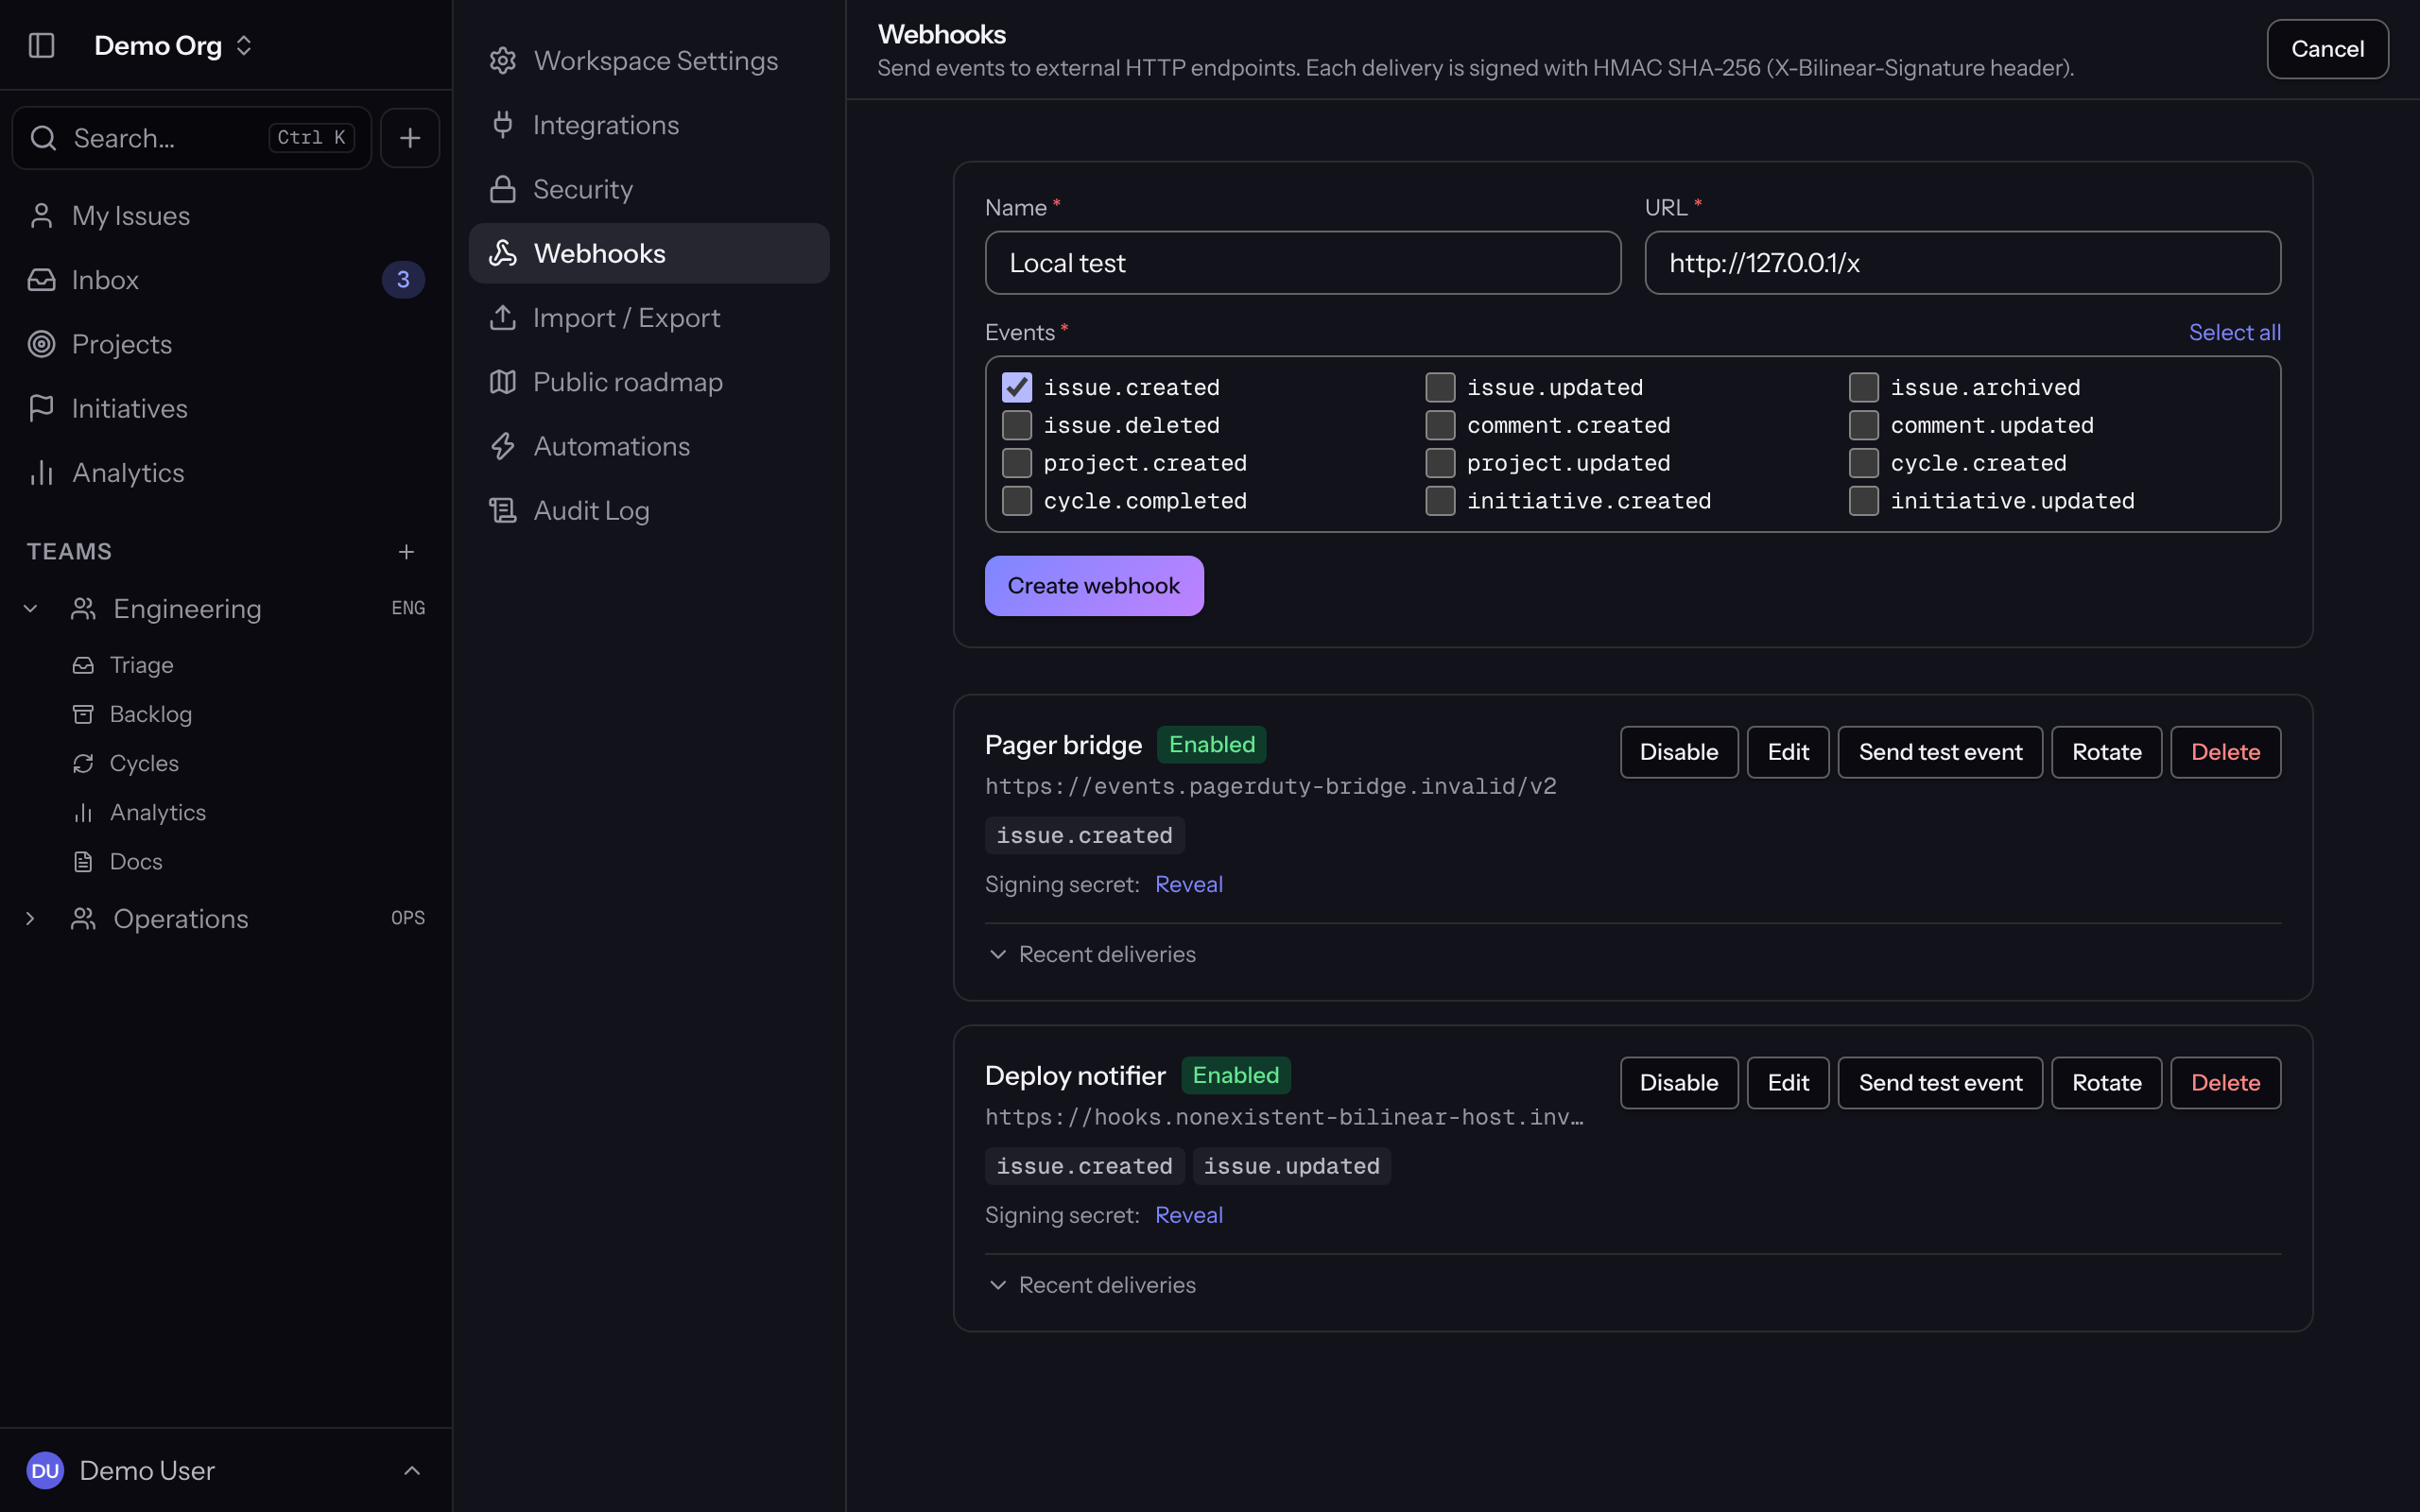 Demo Org
Search...
Ctrl K
My Issues
Inbox
3
Projects
Initiatives
Analytics
TEAMS
Engineering
ENG
Triage
Backlog
Cycles
Analytics
Docs
Operations
OPS
DU
Demo User
Workspace Settings
Integrations
Security
Webhooks
Import / Export
Public roadmap
Automations
Audit Log
Webhooks
Send events to external HTTP endpoints. Each delivery is signed with HMAC SHA-256 (X-Bilinear-Signature header).
Cancel
Name *
URL *
Local test
http://127.0.0.1/x
Events *
Select all
issue.created
issue.updated
issue.archived
issue.deleted
comment.created
comment.updated
project.created
project.updated
cycle.created
cycle.completed
initiative.created
initiative.updated
Create webhook
Pager bridge
Enabled
Disable
Edit
Send test event
Rotate
Delete
https://events.pagerduty-bridge.invalid/v2
issue.created
Signing secret: Reveal
Recent deliveries
Deploy notifier
Enabled
Disable
Edit
Send test event
Rotate
Delete
https://hooks.nonexistent-bilinear-host.inv…
issue.created
issue.updated
Signing secret: Reveal
Recent deliveries